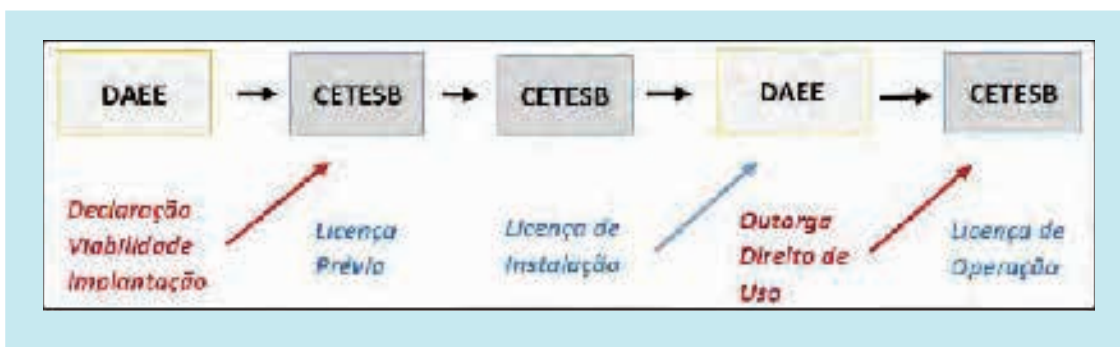 DAEE
CETESB
CETESB
DAEE
CETESB
Declaração
Viabilidade
Implantação
Licença
Prévia
Licença de
Instalação
Outorga
Direito de
Uso
Licença de
Operação